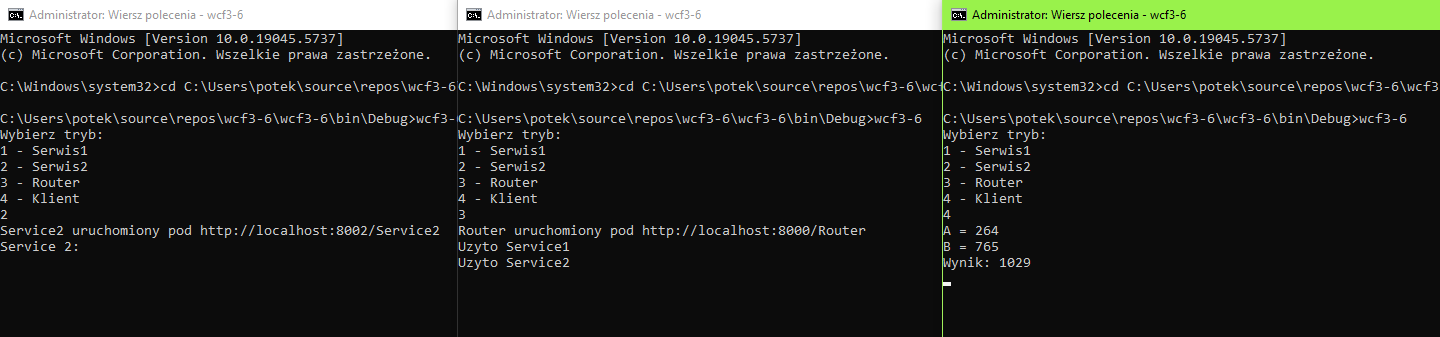 Administrator: Wiersz polecenia - wcf3-6
Microsoft Windows [Version 10.0.19045.5737]
(c) Microsoft Corporation. Wszelkie prawa zastrzeżone.
C:\Windows\system32>cd C:\Users\potek\source\repos\wcf3-6
C:\Users\potek\source\repos\wcf3-6\wcf3-6\bin\Debug>wcf3-
Wybierz tryb:
1 - Serwis1
2 - Serwis2
3 - Router
4 - Klient
2
Service2 uruchomiony pod http://localhost:8002/Service2
Service 2:
Administrator: Wiersz polecenia - wcf3-6
Microsoft Windows [Version 10.0.19045.5737]
(c) Microsoft Corporation. Wszelkie prawa zastrzeżone.
C:\Windows\system32>cd C:\Users\potek\source\repos\wcf3-6\wcf
C:\Users\potek\source\repos\wcf3-6\wcf3-6\bin\Debug>wcf3-6
Wybierz tryb:
1 - Serwis1
2 - Serwis2
3 - Router
4 - Klient
3
Router uruchomiony pod http://localhost:8000/Router
Uzyto Service1
Uzyto Service2
Administrator: Wiersz polecenia - wcf3-6
Microsoft Windows [Version 10.0.19045.5737]
(c) Microsoft Corporation. Wszelkie prawa zastrzeżone.
C:\Windows\system32>cd C:\Users\potek\source\repos\wcf3-6\wcf3
C:\Users\potek\source\repos\wcf3-6\wcf3-6\bin\Debug>wcf3-6
Wybierz tryb:
1 - Serwis1
2 - Serwis2
3 - Router
4 - Klient
4
A = 264
B = 765
Wynik: 1029